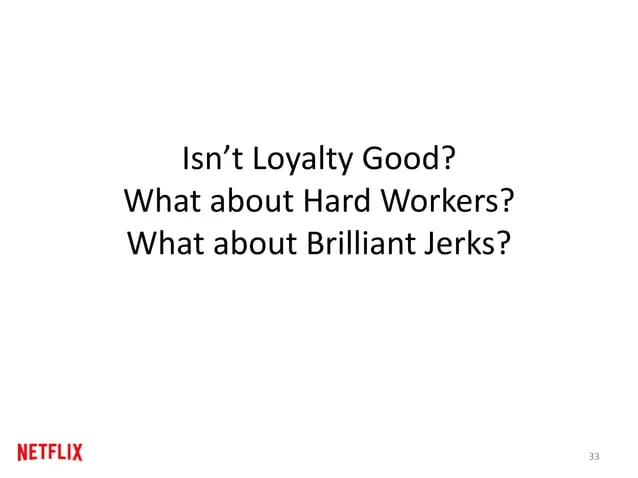 Isn’t Loyalty Good?
What about Hard Workers?
What about Brilliant Jerks?
NETFLIX
33